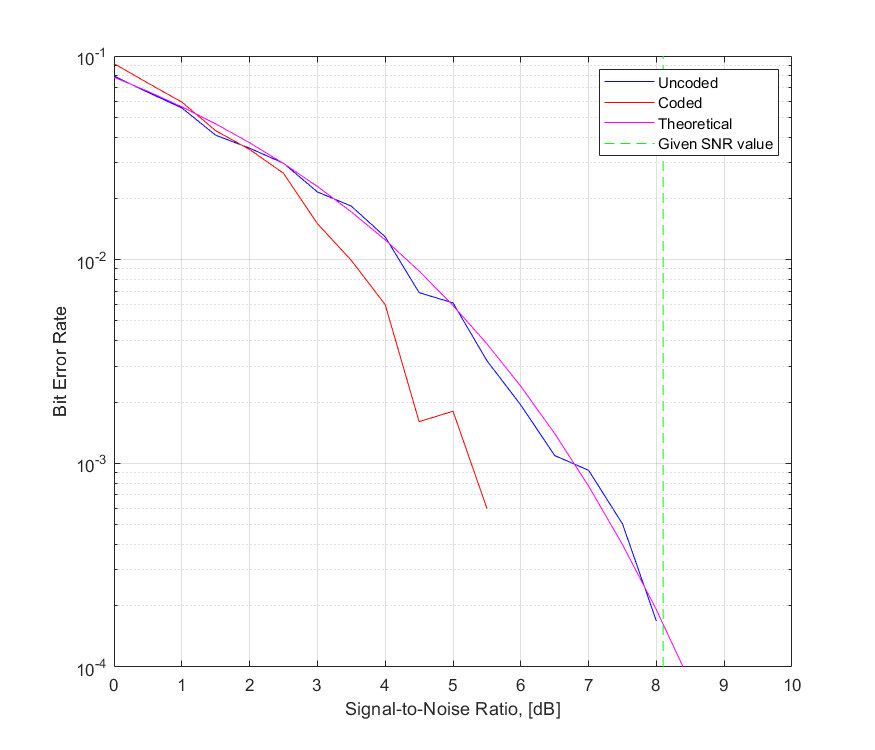 10-1
10-2
10-3
10-4
Bit Error Rate
Uncoded
Coded
Theoretical
Given SNR value
0 1 2 3 4 5 6 7 8 9 10
Signal-to-Noise Ratio, [dB]